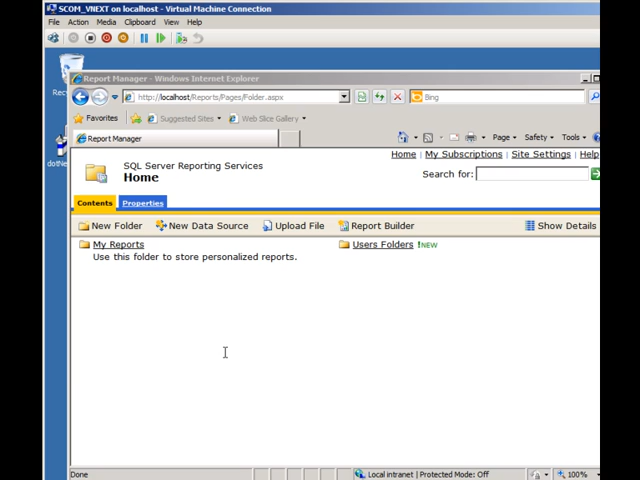 SCOM_VNEXT on localhost - Virtual Machine Connection
File Action Media Clipboard View Help
Report Manager - Windows Internet Explorer
http://localhost/Reports/Pages/Folder.aspx
Bing
Favorites Suggested Sites Web Slice Gallery
Report Manager
Page Safety Tools
Home | My Subscriptions | Site Settings | Help
SQL Server Reporting Services
Home
Search for:
Contents Properties
New Folder New Data Source Upload File Report Builder Show Details
My Reports
Use this folder to store personalized reports.
Users Folders !NEW
Done Local intranet | Protected Mode: Off 100%